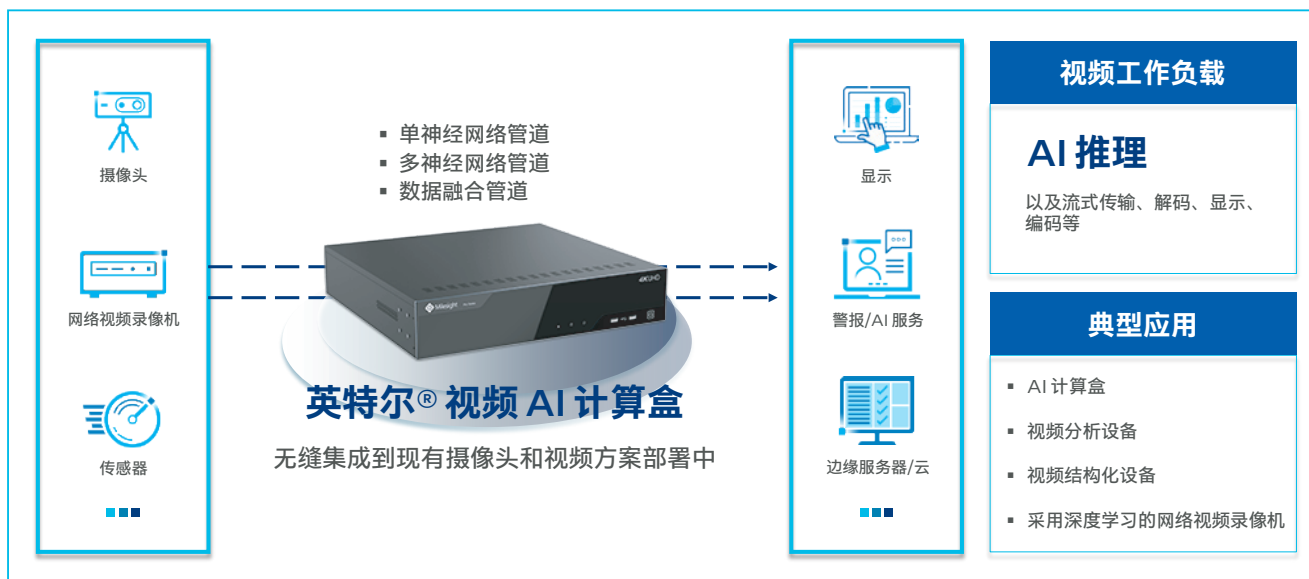 摄像头
网络视频录像机
传感器
▪ 单神经网络管道
▪ 多神经网络管道
▪ 数据融合管道
Milesight
4K UHD
英特尔® 视频 AI 计算盒
无缝集成到现有摄像头和视频方案部署中
显示
警报/AI 服务
边缘服务器/云
视频工作负载
AI 推理
以及流式传输、解码、显示、
编码等
典型应用
▪ AI 计算盒
▪ 视频分析设备
▪ 视频结构化设备
▪ 采用深度学习的网络视频录像机